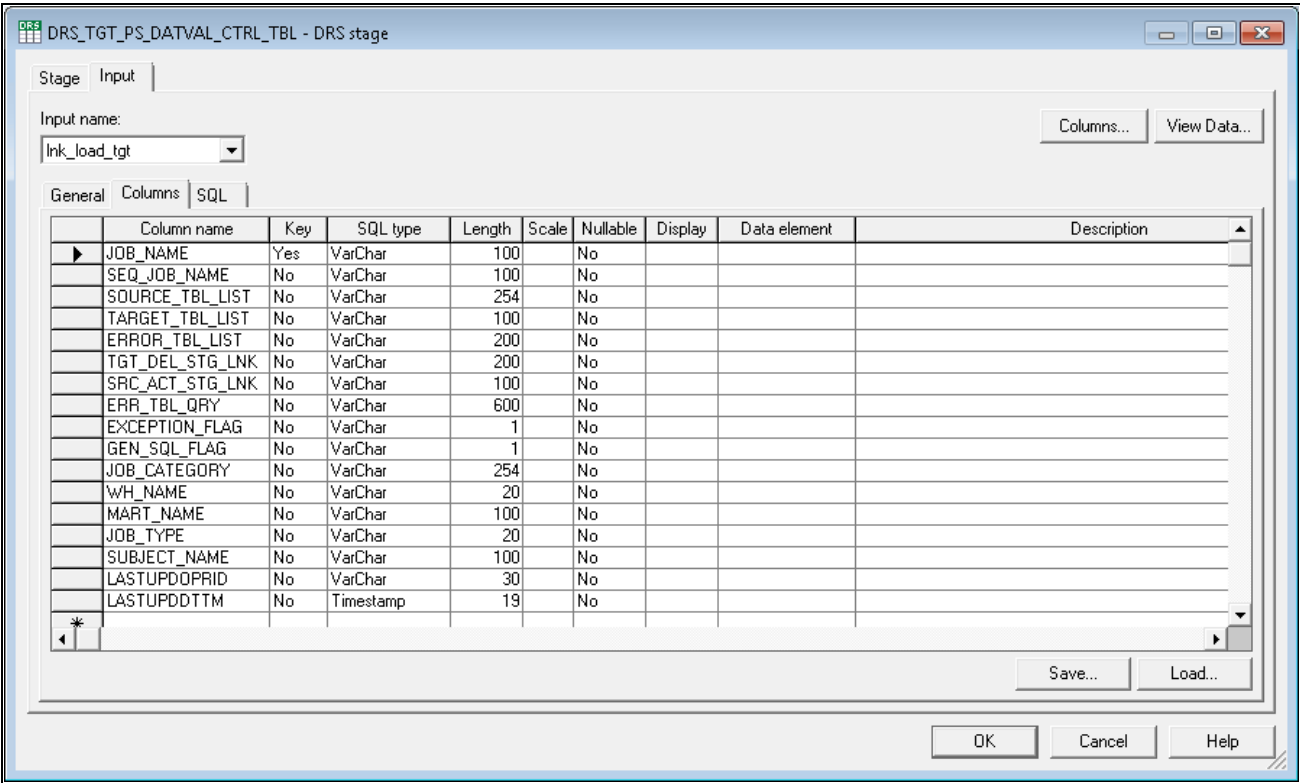 DRS DRS_TGT_PS_DATVAL_CTRL_TBL - DRS stage
Stage Input
Input name:
Columns... View Data...
lnk_load_tgt
General Columns SQL
Column name Key SQL type Length Scale Nullable Display Data element Description
JOB_NAME Yes VarChar 100 No
SEQ_JOB_NAME No VarChar 100 No
SOURCE_TBL_LIST No VarChar 254 No
TARGET_TBL_LIST No VarChar 100 No
ERROR_TBL_LIST No VarChar 200 No
TGT_DEL_STG_LNK No VarChar 200 No
SRC_ACT_STG_LNK No VarChar 100 No
ERR_TBL_QRY No VarChar 600 No
EXCEPTION_FLAG No VarChar 1 No
GEN_SQL_FLAG No VarChar 1 No
JOB_CATEGORY No VarChar 254 No
WH_NAME No VarChar 20 No
MART_NAME No VarChar 100 No
JOB_TYPE No VarChar 20 No
SUBJECT_NAME No VarChar 100 No
LASTUPDOPRID No VarChar 30 No
LASTUPDDTTM No Timestamp 19 No
Save... Load...
OK Cancel Help